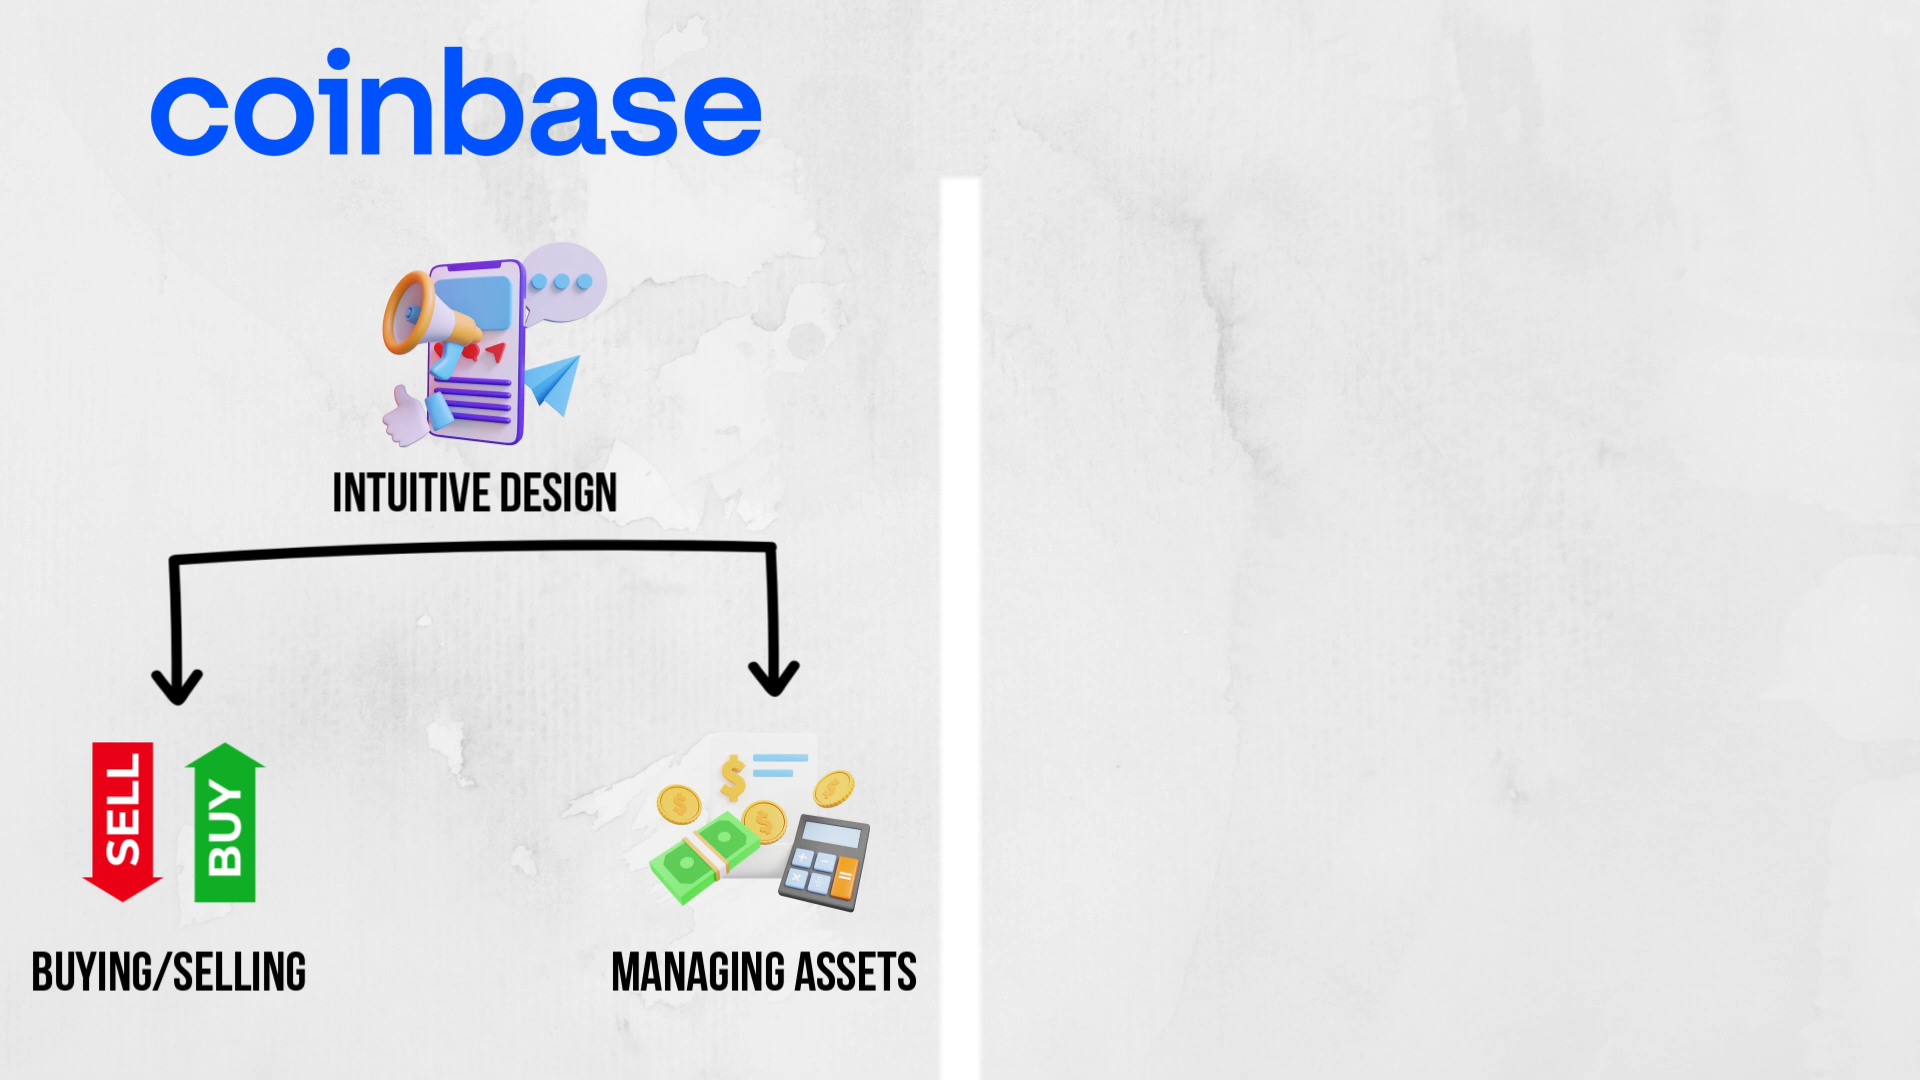 coinbase
INTUITIVE DESIGN
SELL
BUY
BUYING/SELLING
MANAGING ASSETS